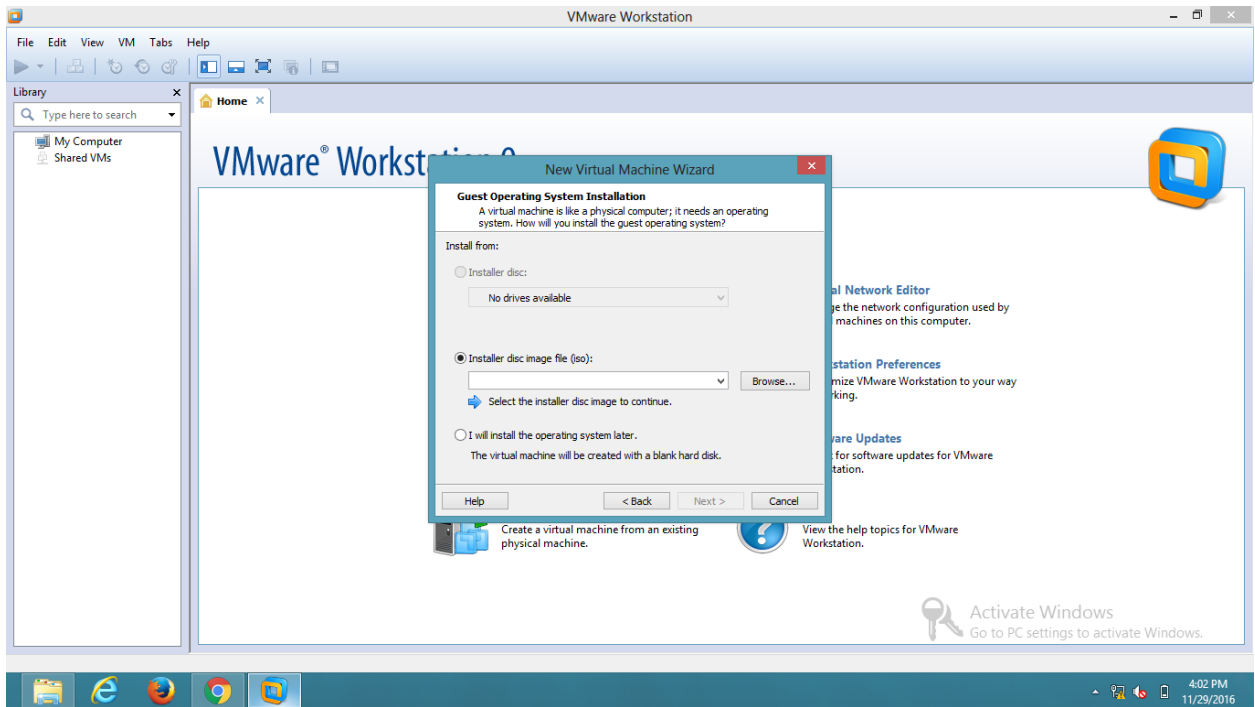 VMware Workstation
File Edit View VM Tabs Help
Library
Type here to search
My Computer
Shared VMs
Home
VMware® Workst
New Virtual Machine Wizard
Guest Operating System Installation
A virtual machine is like a physical computer; it needs an operating
system. How will you install the guest operating system?
Install from:
Installer disc:
No drives available
Installer disc image file (iso):
Browse...
Select the installer disc image to continue.
I will install the operating system later.
The virtual machine will be created with a blank hard disk.
Help
< Back
Next >
Cancel
al Network Editor
ge the network configuration used by
machines on this computer.
station Preferences
mize VMware Workstation to your way
rking.
ware Updates
for software updates for VMware
station.
Create a virtual machine from an existing
physical machine.
View the help topics for VMware
Workstation.
Activate Windows
Go to PC settings to activate Windows.
4:02 PM
11/29/2016